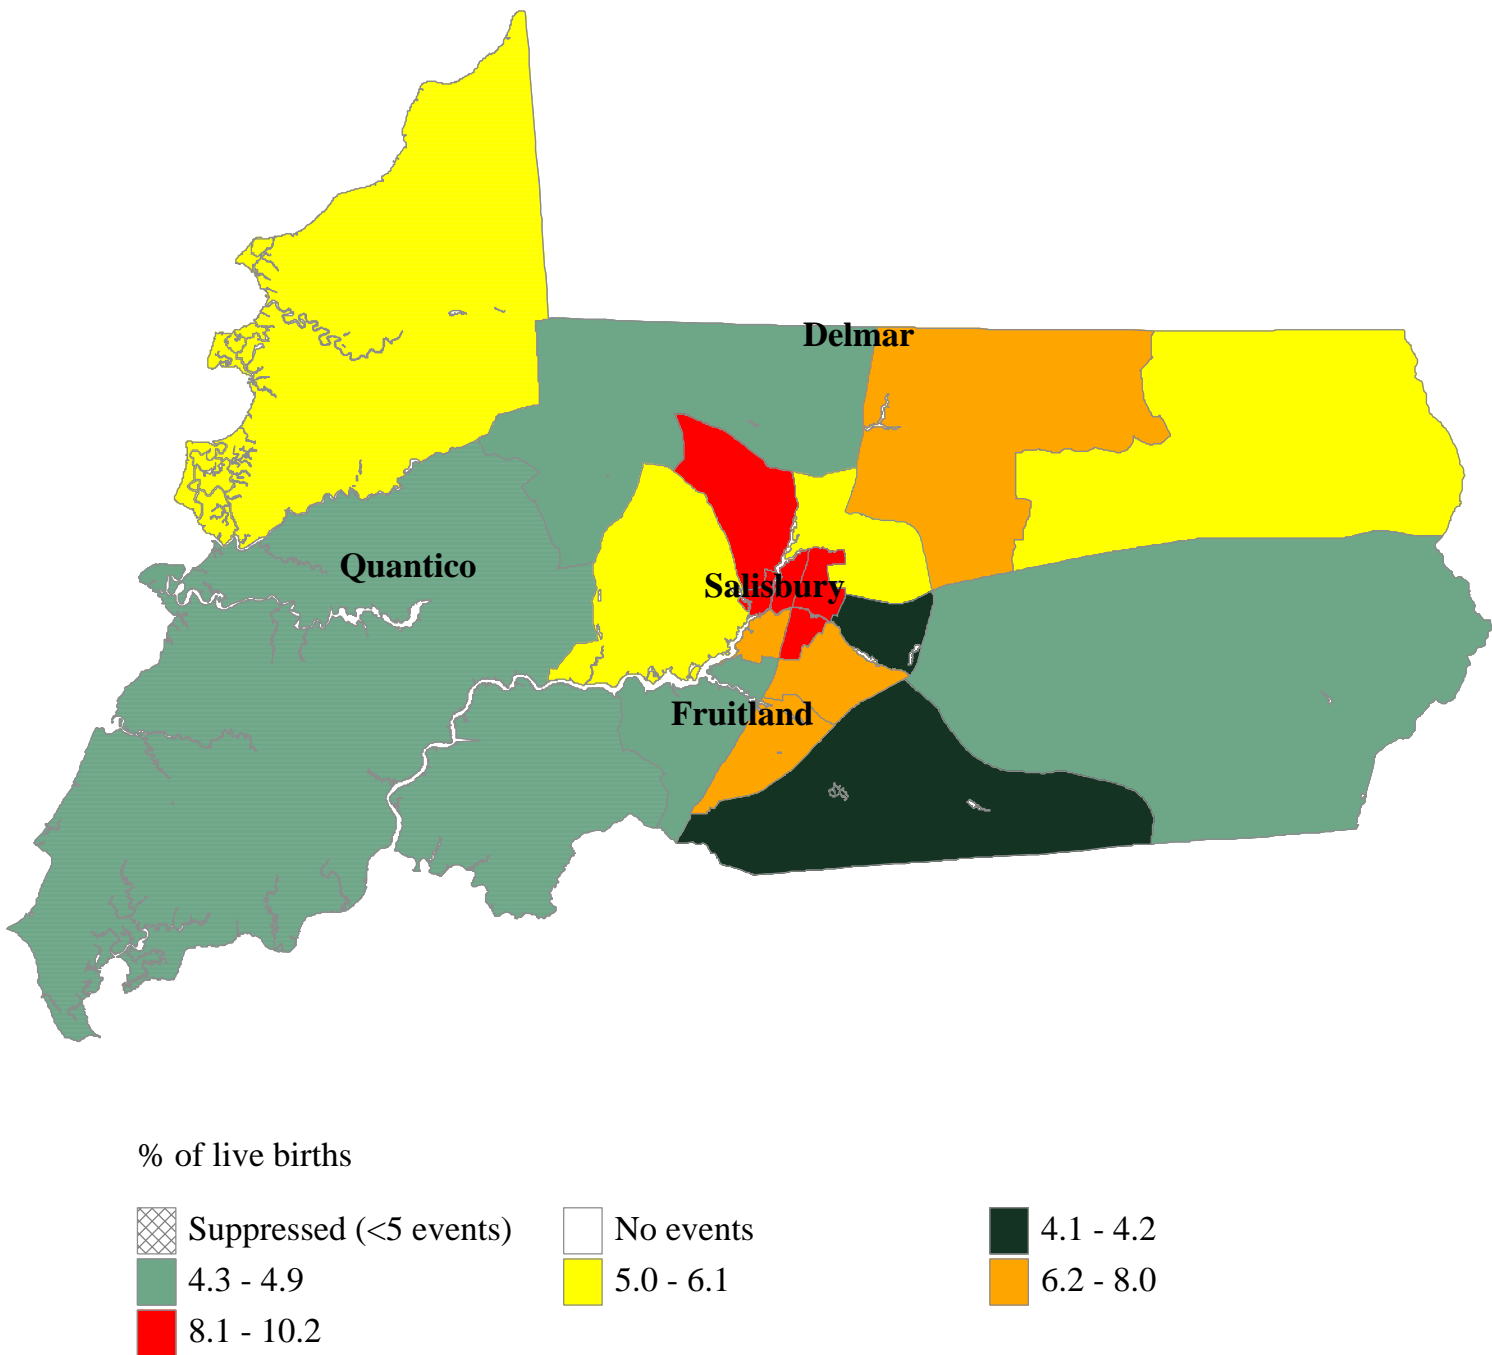 Delmar
Quantico
Salisbury
Fruitland
% of live births
Suppressed (<5 events)
No events
4.1 - 4.2
4.3 - 4.9
5.0 - 6.1
6.2 - 8.0
8.1 - 10.2